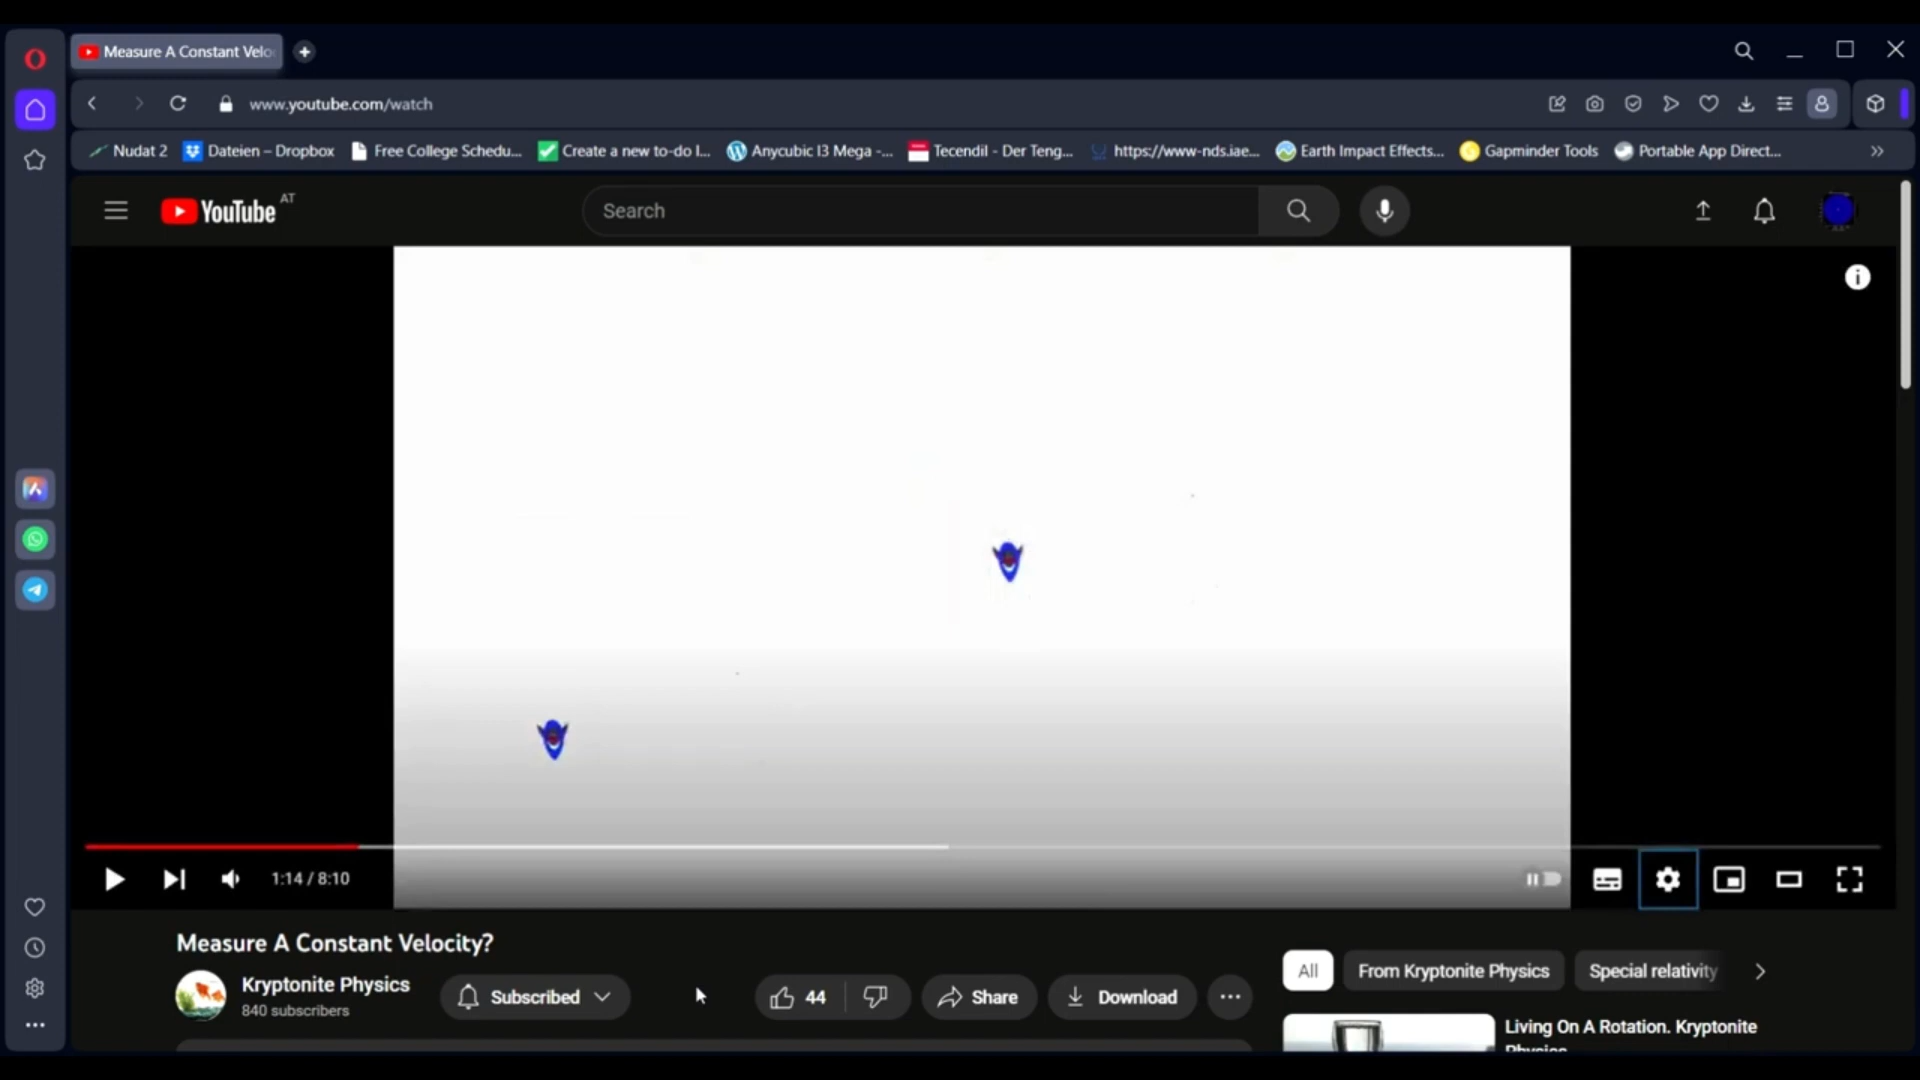 Measure A Constant Velo
www.youtube.com/watch
Nudat 2 Dateien – Dropbox Free College Schedu... Create a new to-do l... Anycubic I3 Mega -... Tecendil - Der Teng... https://www-nds.iae... Earth Impact Effects... Gapminder Tools Portable App Direct...
YouTube AT Search
1:14 / 8:10
Measure A Constant Velocity?
Kryptonite Physics
840 subscribers
Subscribed 44 Share Download
All From Kryptonite Physics Special relativity
Living On A Rotation. Kryptonite
Physics